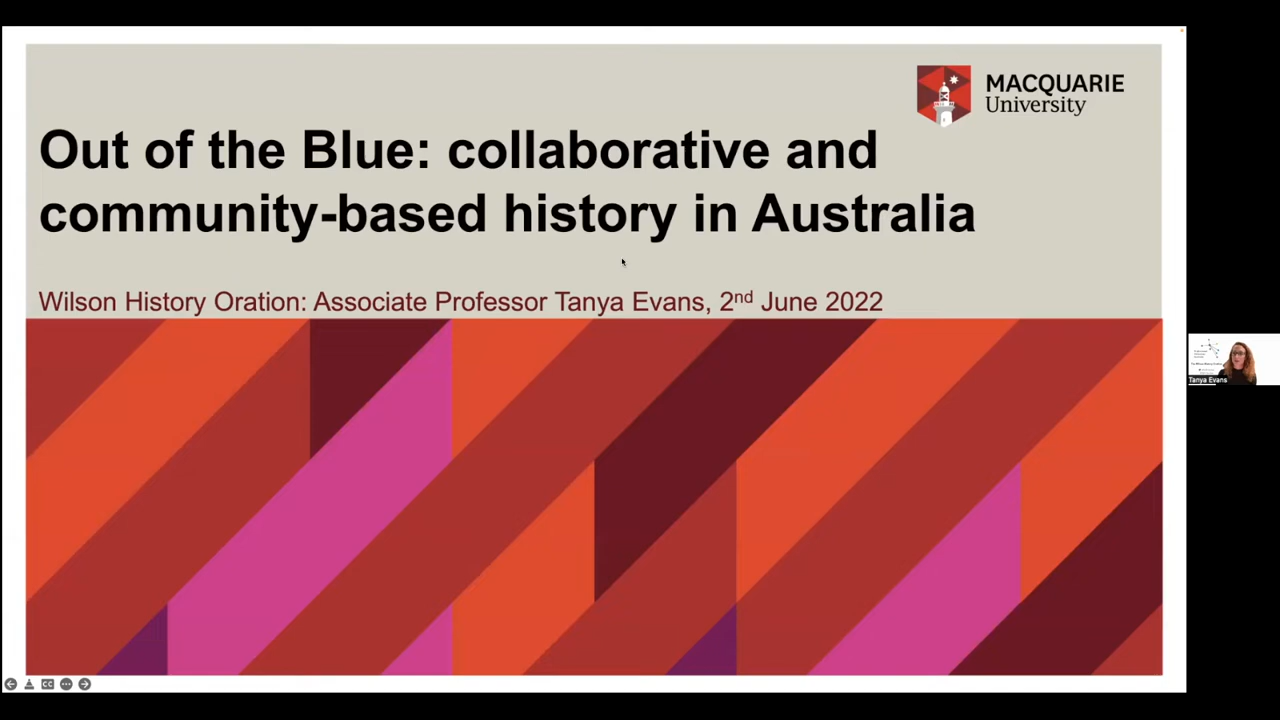 MACQUARIE
University
Out of the Blue: collaborative and
community-based history in Australia
Wilson History Oration: Associate Professor Tanya Evans, 2nd June 2022
Tanya Evans
CC